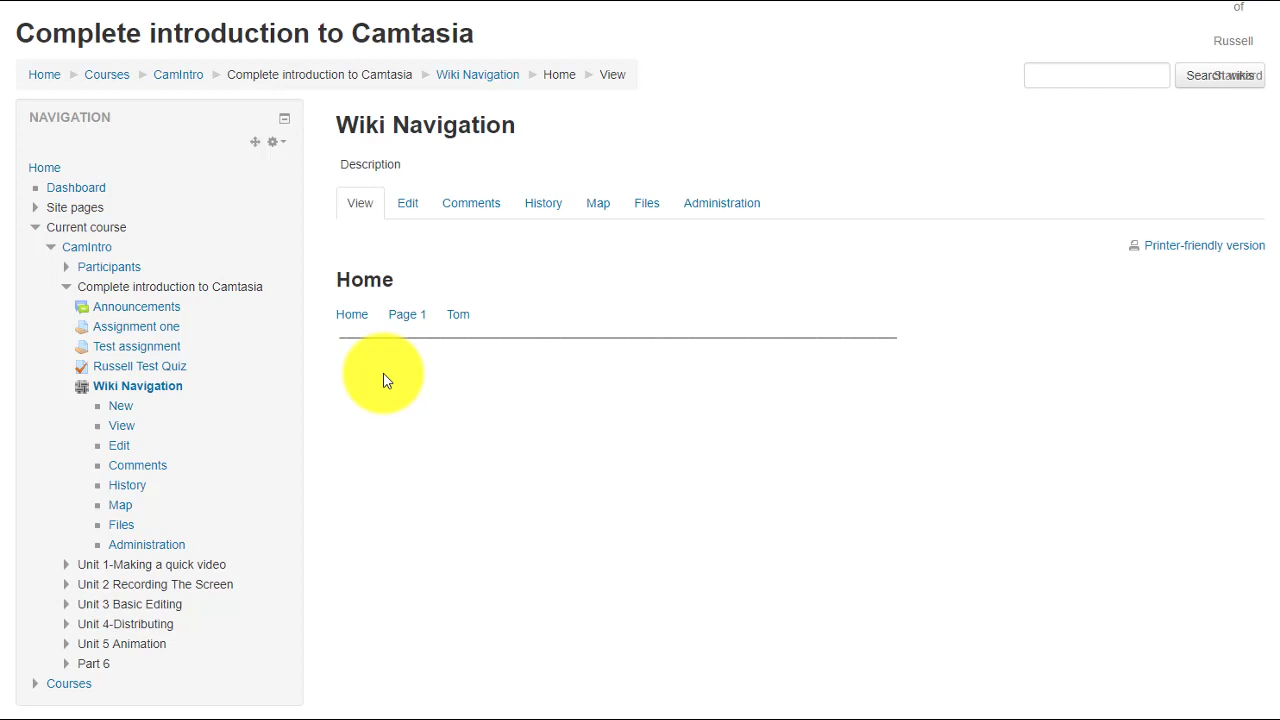 of
Complete introduction to Camtasia
Russell
Home Courses CamIntro Complete introduction to Camtasia Wiki Navigation Home View
Search wikis
NAVIGATION
Home
Dashboard
Site pages
Current course
CamIntro
Participants
Complete introduction to Camtasia
Announcements
Assignment one
Test assignment
Russell Test Quiz
Wiki Navigation
New
View
Edit
Comments
History
Map
Files
Administration
Unit 1-Making a quick video
Unit 2 Recording The Screen
Unit 3 Basic Editing
Unit 4-Distributing
Unit 5 Animation
Part 6
Courses
Wiki Navigation
Description
View Edit Comments History Map Files Administration
Printer-friendly version
Home
Home Page 1 Tom